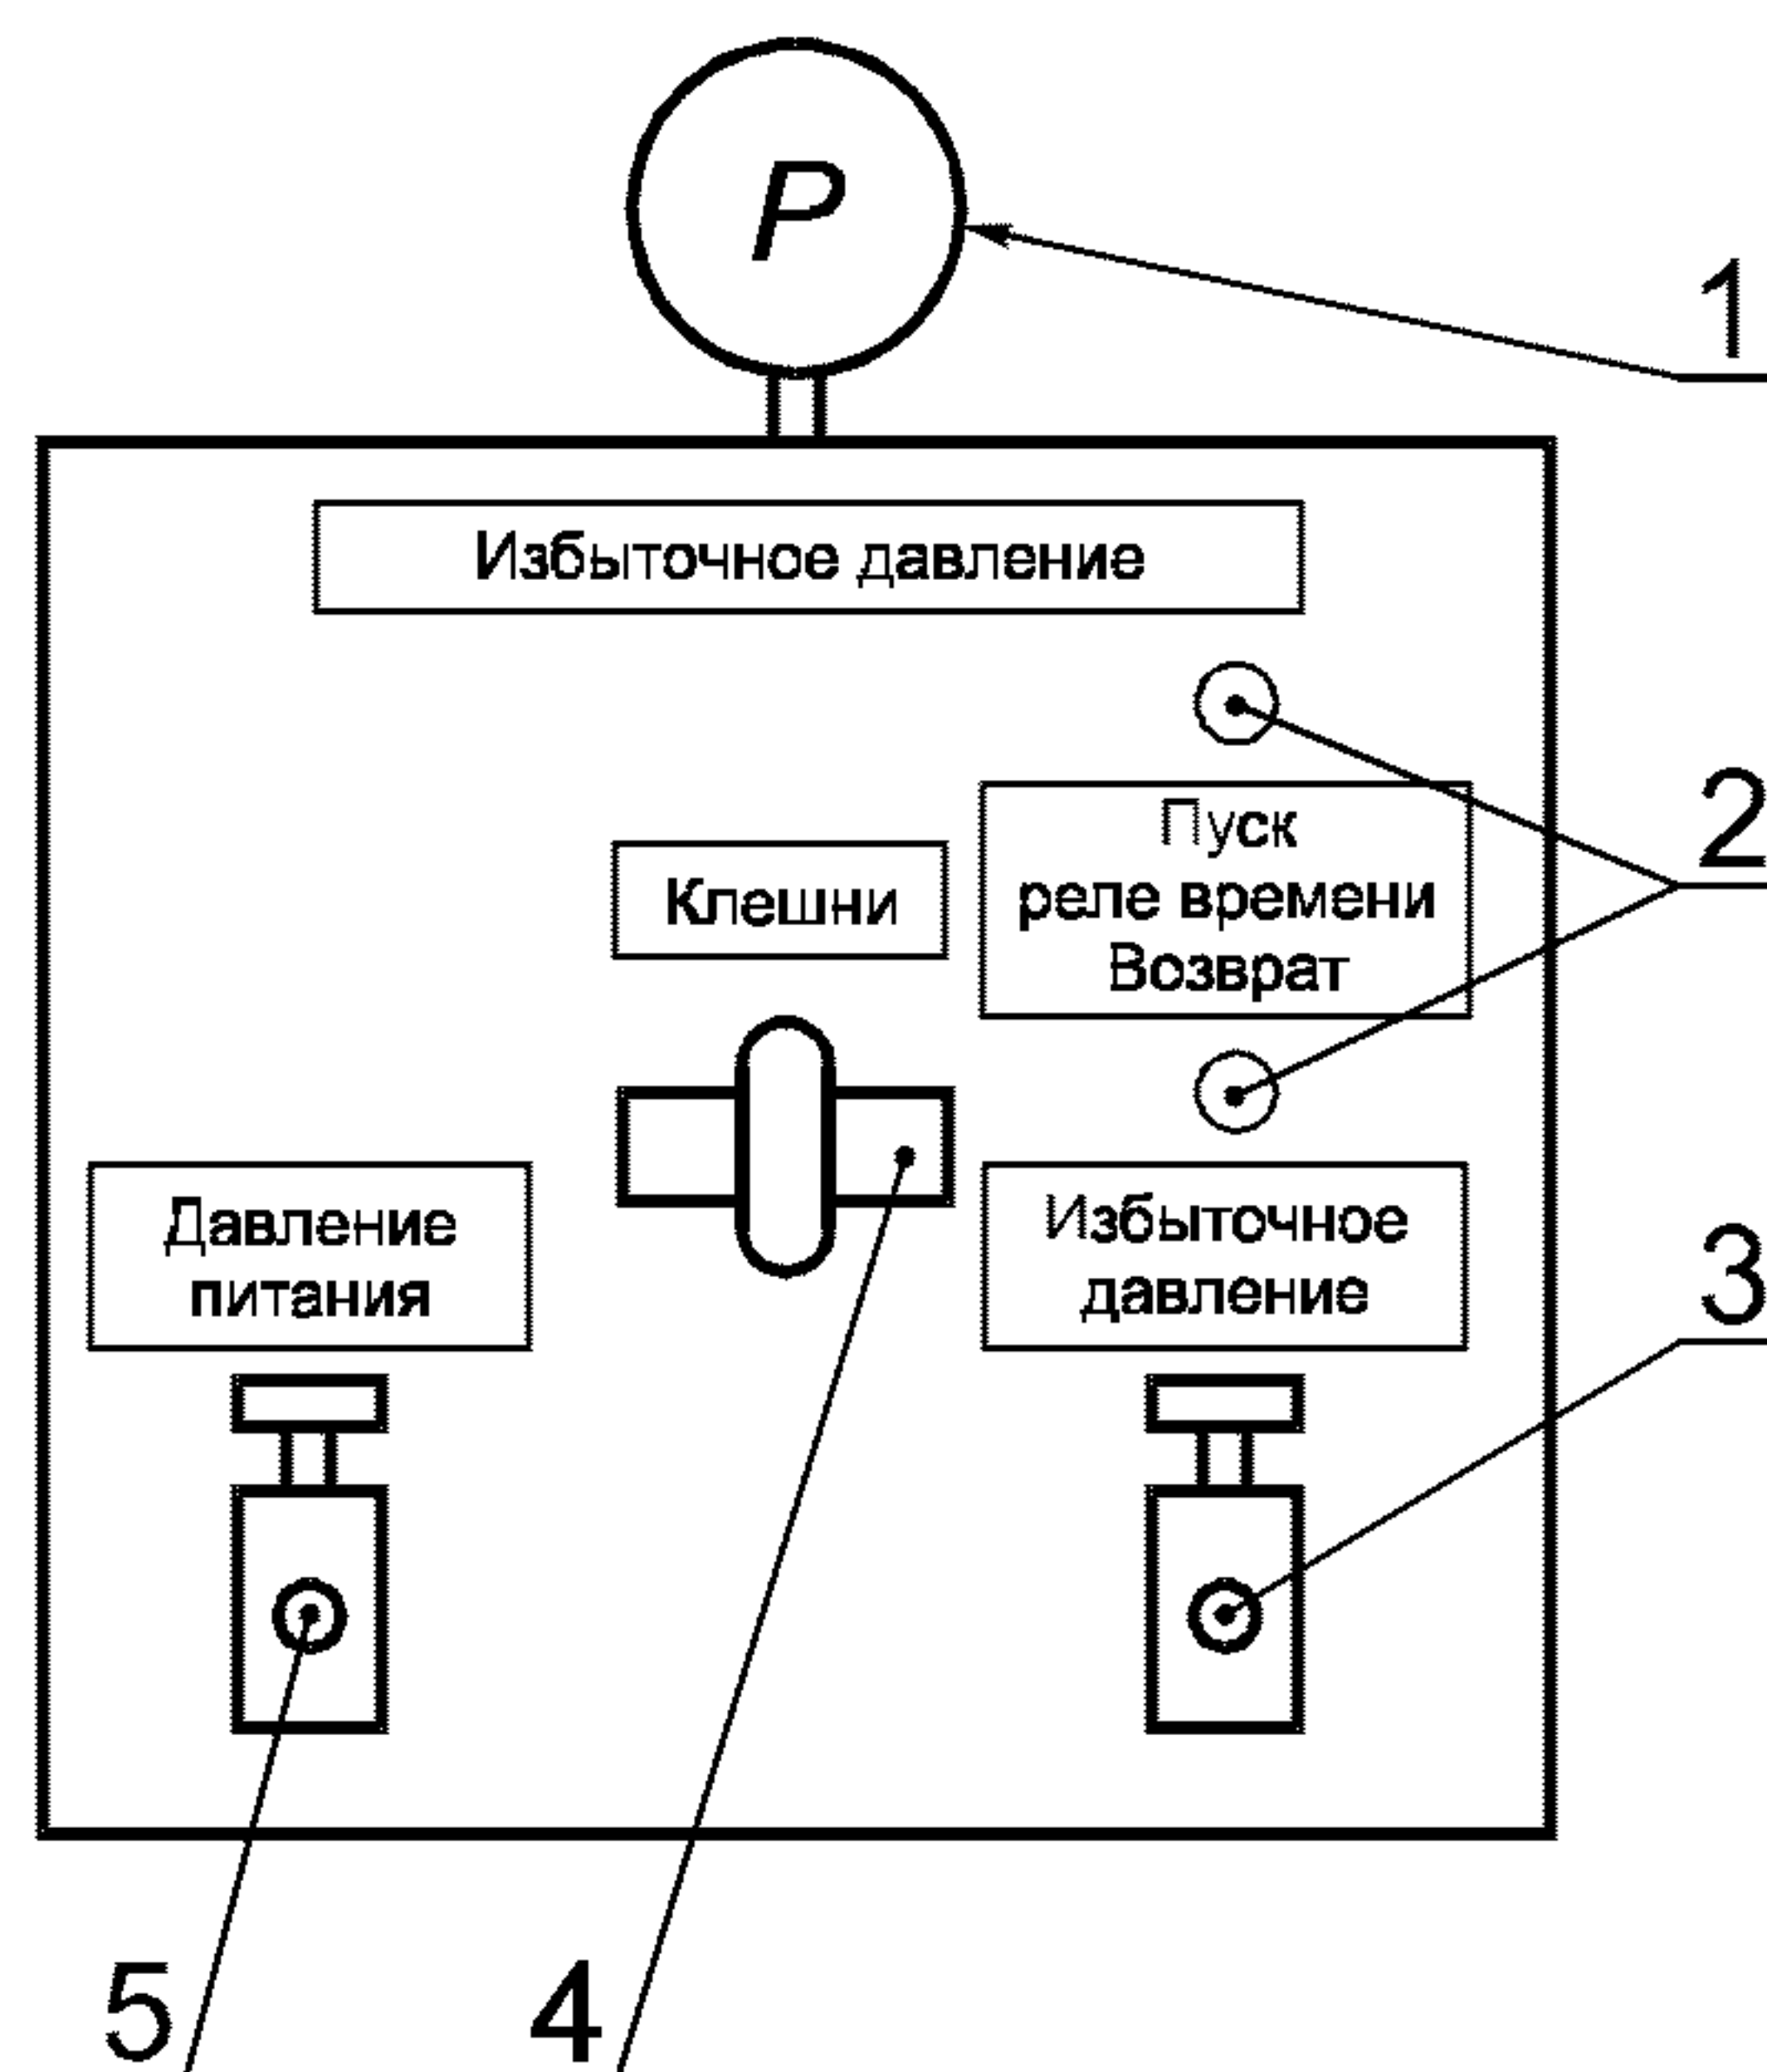 P
1
Избыточное давление
2
Пуск
реле времени
Возврат
Клешни
3
Давление
питания
Избыточное
давление
5
4